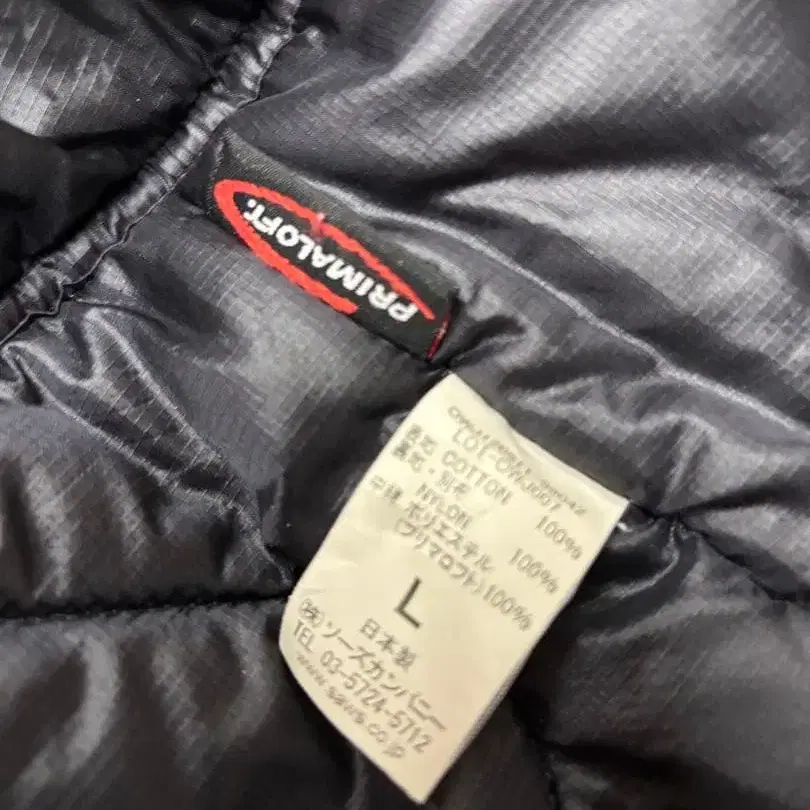 PRIMALOFT.
表地 COTTON 100%
裏地・別布
NYLON 100%
中綿 ポリエステル
(プリマロフト)100%
L
日本製
㈱ソーズカンパニー
TEL 03-5724-5712